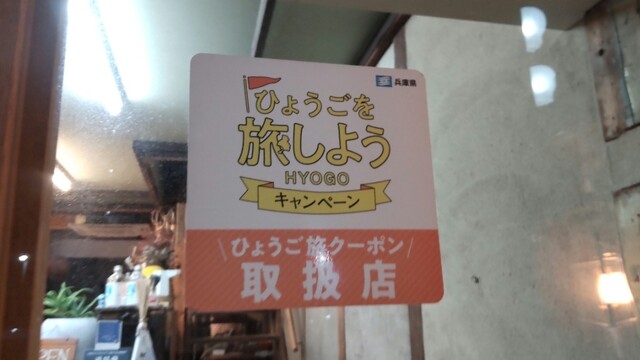 兵庫県
ひょうごを
旅しよう
HYOGO
キャンペーン
\ ひょうご旅クーポン /
取扱店
OPEN